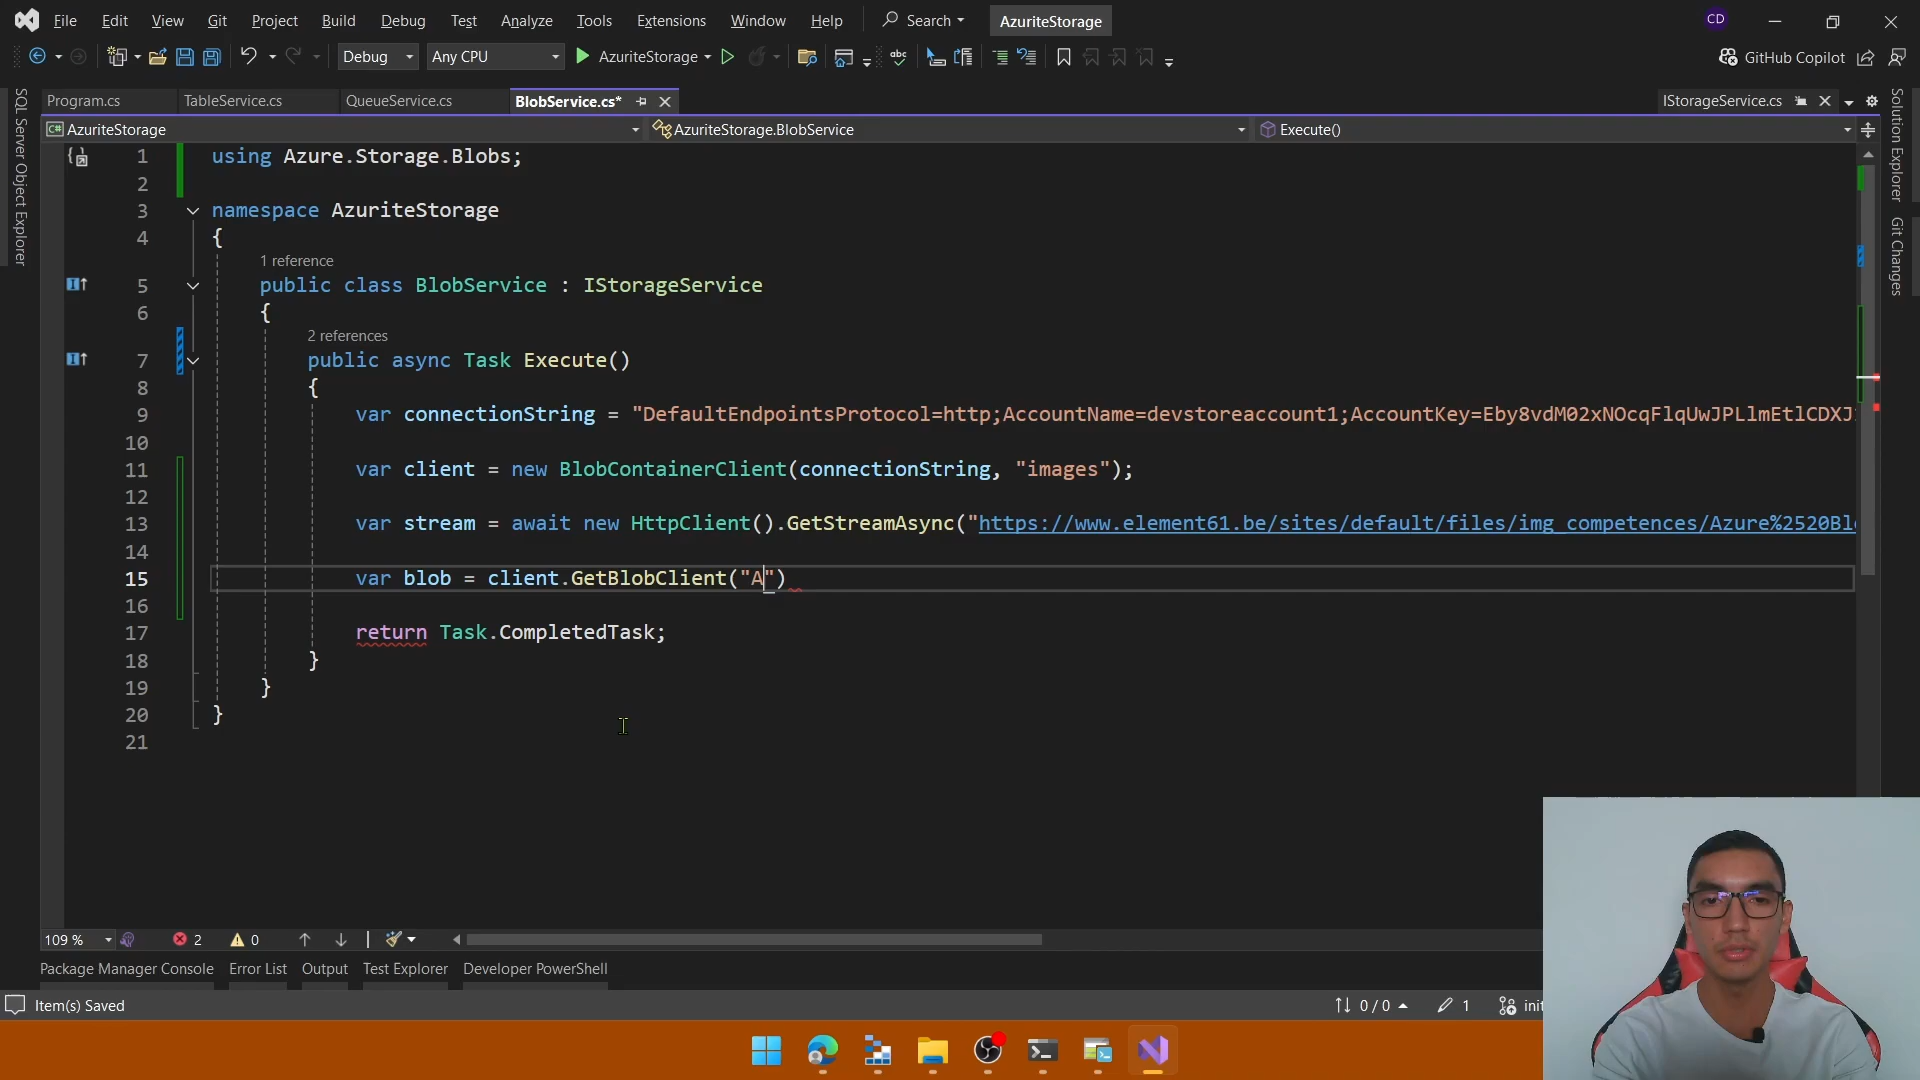 File Edit View Git Project Build Debug Test Analyze Tools Extensions Window Help Search AzuriteStorage CD
Debug Any CPU AzuriteStorage abc GitHub Copilot
Program.cs TableService.cs QueueService.cs BlobService.cs* IStorageService.cs
C# AzuriteStorage AzuriteStorage.BlobService Execute()
SQL Server Object Explorer
Solution Explorer
Git Changes
1 using Azure.Storage.Blobs;
2
3 namespace AzuriteStorage
4 {
1 reference
5 public class BlobService : IStorageService
6 {
2 references
7 public async Task Execute()
8 {
9 var connectionString = "DefaultEndpointsProtocol=http;AccountName=devstoreaccount1;AccountKey=Eby8vdM02xNOcqFlqUwJPLlmEtlCDXJ
10
11 var client = new BlobContainerClient(connectionString, "images");
12
13 var stream = await new HttpClient().GetStreamAsync("https://www.element61.be/sites/default/files/img_competences/Azure%2520Bl
14
15 var blob = client.GetBlobClient("A")
16
17 return Task.CompletedTask;
18 }
19 }
20 }
21
109 % 2 0
Package Manager Console Error List Output Test Explorer Developer PowerShell
Item(s) Saved 0 / 0 1 init